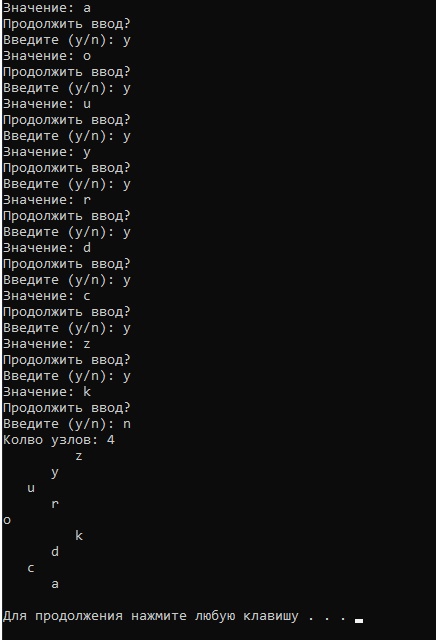 Значение: a
Продолжить ввод?
Введите (y/n): y
Значение: o
Продолжить ввод?
Введите (y/n): y
Значение: u
Продолжить ввод?
Введите (y/n): y
Значение: y
Продолжить ввод?
Введите (y/n): y
Значение: r
Продолжить ввод?
Введите (y/n): y
Значение: d
Продолжить ввод?
Введите (y/n): y
Значение: c
Продолжить ввод?
Введите (y/n): y
Значение: z
Продолжить ввод?
Введите (y/n): y
Значение: k
Продолжить ввод?
Введите (y/n): n
Колво узлов: 4
         z
      y
   u
      r
o
         k
      d
   c
      a
Для продолжения нажмите любую клавишу . . .